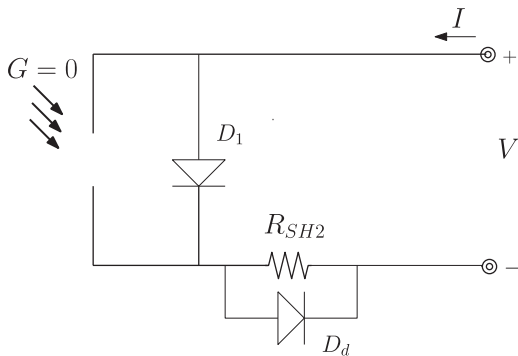 I
G = 0
+
D1
V
RSH2
−
Dd